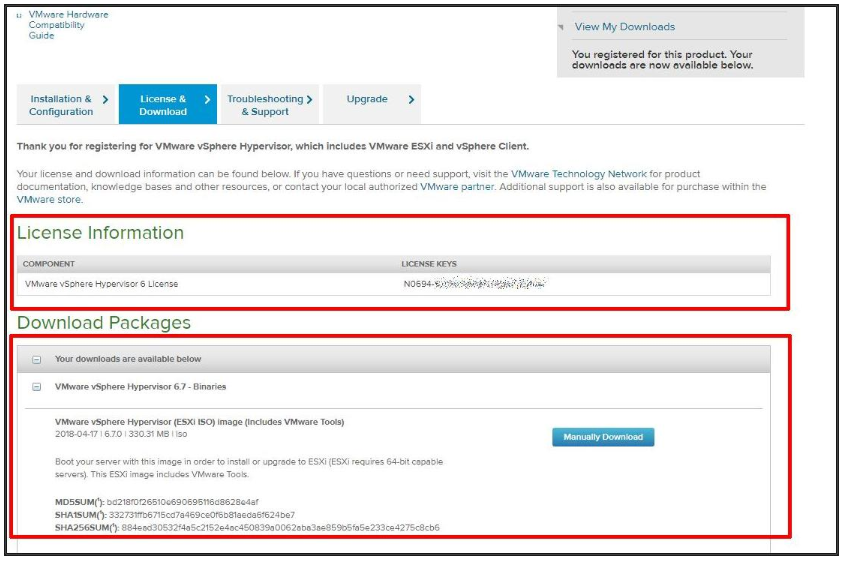 VMware Hardware
Compatibility
Guide
View My Downloads
You registered for this product. Your
downloads are now available below.
Installation &
Configuration
License &
Download
Troubleshooting
& Support
Upgrade
Thank you for registering for VMware vSphere Hypervisor, which includes VMware ESXi and vSphere Client.
Your license and download information can be found below. If you have questions or need support, visit the VMware Technology Network for product
documentation, knowledge bases and other resources, or contact your local authorized VMware partner. Additional support is also available for purchase within the
VMware store.
License Information
COMPONENT LICENSE KEYS
VMware vSphere Hypervisor 6 License N0694-
Download Packages
Your downloads are available below
VMware vSphere Hypervisor 6.7 - Binaries
VMware vSphere Hypervisor (ESXi ISO) image (Includes VMware Tools)
2018-04-17 | 6.7.0 | 330.31 MB | iso
Manually Download
Boot your server with this image in order to install or upgrade to ESXi (ESXi requires 64-bit capable
servers). This ESXi image includes VMware Tools.
MD5SUM(¹): bd218f0f26510e690695116d8628e4af
SHA1SUM(¹): 332731ffb6715cd7a469ce0f6b81aeda6f624be7
SHA256SUM(¹): 884ead30532f4a5c2152e4ac450839a0062aba3ae859b5fa5e233ce4275c8cb6